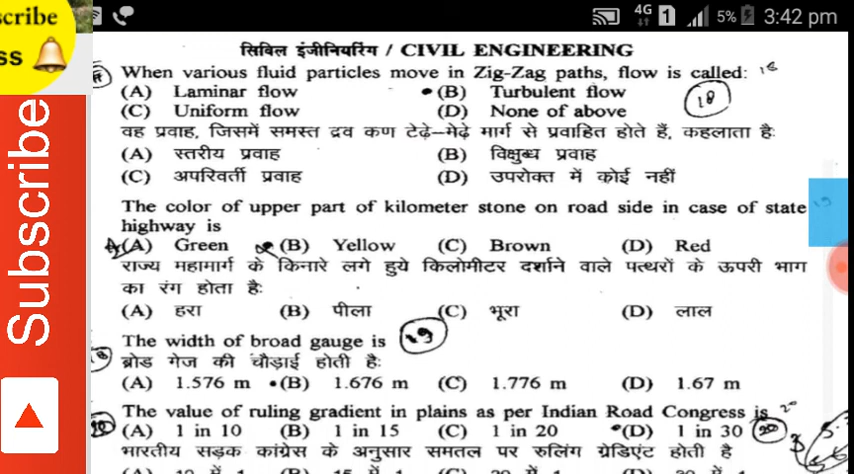 scribe
ss
Subscribe
4G 1 5% 3:42 pm
सिविल इंजीनियरिंग / CIVIL ENGINEERING
When various fluid particles move in Zig-Zag paths, flow is called:
(A) Laminar flow (B) Turbulent flow
18
(C) Uniform flow (D) None of above
वह प्रवाह, जिसमें समस्त द्रव कण टेढ़े–मेढ़े मार्ग से प्रवाहित होते हैं, कहलाता है:
(A) स्तरीय प्रवाह (B) विक्षुब्ध प्रवाह
(C) अपरिवर्ती प्रवाह (D) उपरोक्त में कोई नहीं
The color of upper part of kilometer stone on road side in case of state
highway is
(A) Green (B) Yellow (C) Brown (D) Red
राज्य महामार्ग के किनारे लगे हुये किलोमीटर दर्शाने वाले पत्थरों के ऊपरी भाग
का रंग होता है:
(A) हरा (B) पीला (C) भूरा (D) लाल
The width of broad gauge is
ब्रोड गेज की चौड़ाई होती है:
(A) 1.576 m (B) 1.676 m (C) 1.776 m (D) 1.67 m
The value of ruling gradient in plains as per Indian Road Congress is
(A) 1 in 10 (B) 1 in 15 (C) 1 in 20 (D) 1 in 30 20
भारतीय सड़क कांग्रेस के अनुसार समतल पर रुलिंग ग्रेडिएंट होती है